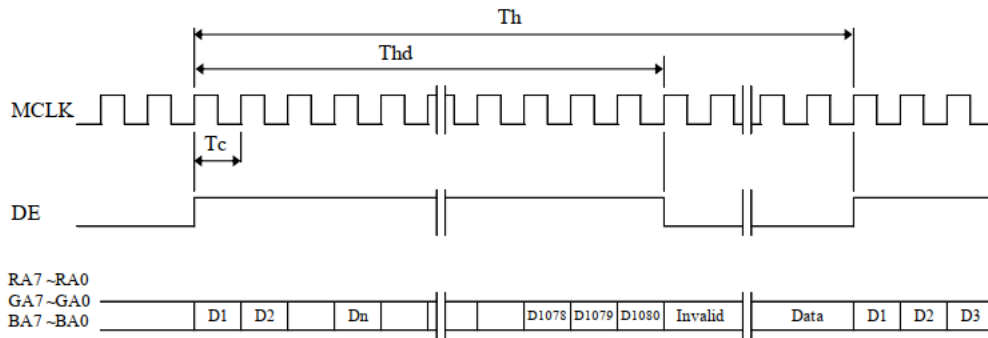 Th
Thd
MCLK
Tc
DE
RA7 ~RA0
GA7 ~GA0
BA7 ~BA0
D1 D2 Dn D1078 D1079 D1080 Invalid Data D1 D2 D3